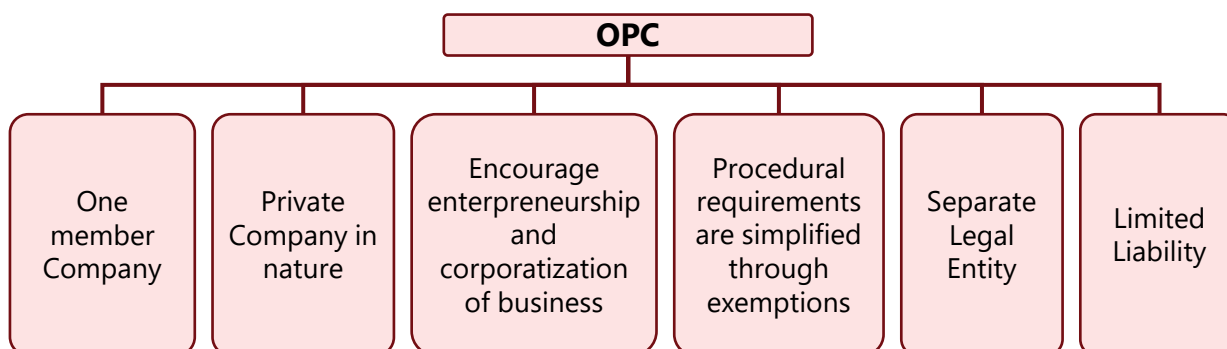 OPC
One
member
Company
Private
Company in
nature
Encourage
enterpreneurship
and
corporatization
of business
Procedural
requirements
are simplified
through
exemptions
Separate
Legal
Entity
Limited
Liability